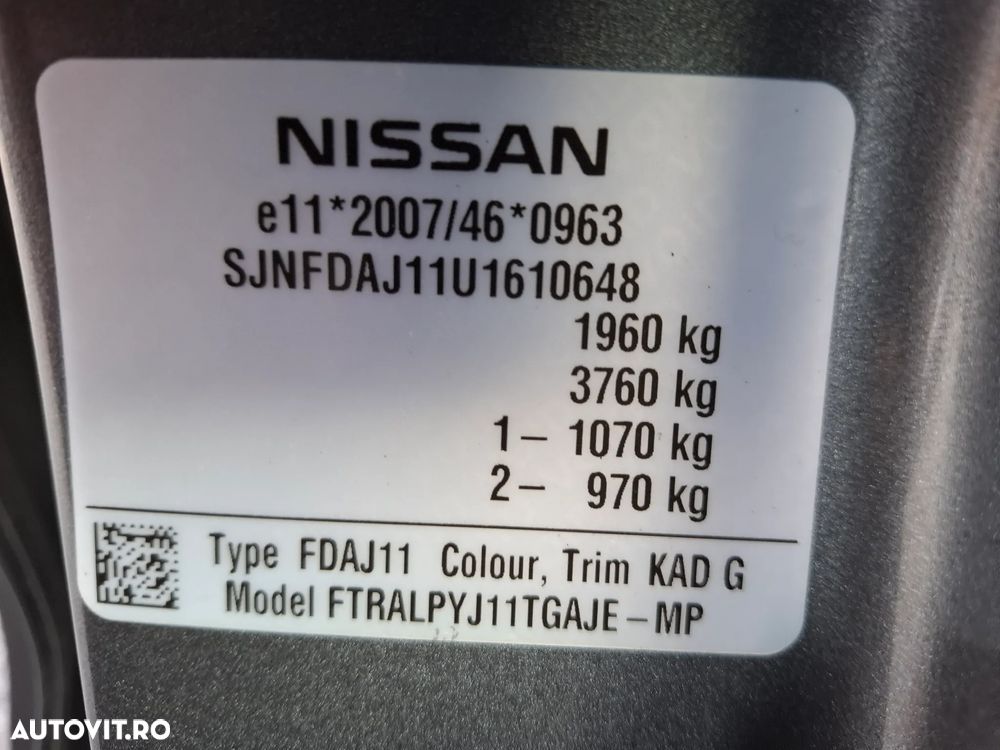 NISSAN
e11*2007/46*0963
SJNFDAJ11U1610648
1960 kg
3760 kg
1- 1070 kg
2- 970 kg
Type FDAJ11 Colour, Trim KAD G
Model FTRALPYJ11TGAJE-MP
AUTOVIT.RO